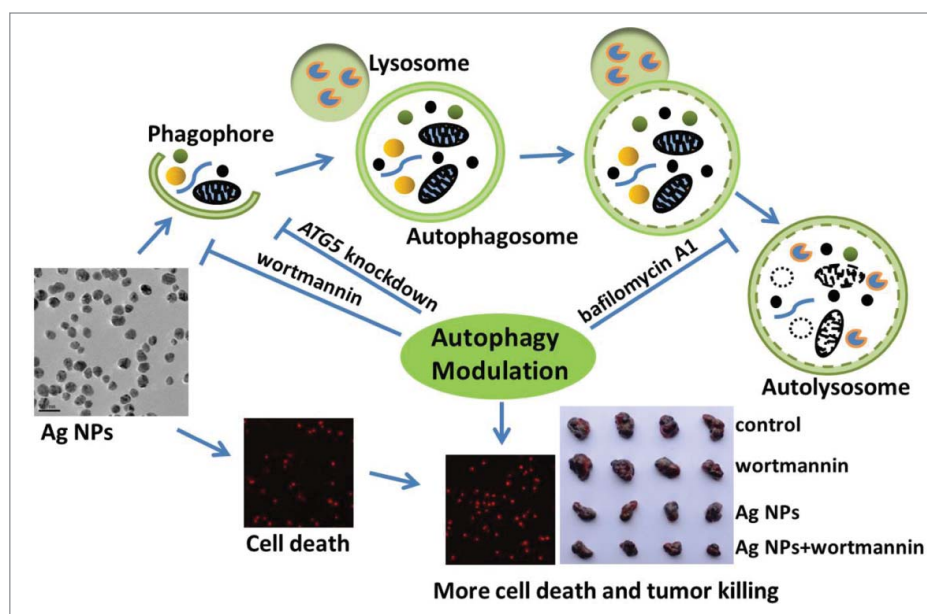 Lysosome
Phagophore
Autophagosome
ATG5 knockdown
wortmannin
bafilomycin A1
Autophagy
Modulation
Autolysosome
Ag NPs
Cell death
control
wortmannin
Ag NPs
Ag NPs+wortmannin
More cell death and tumor killing